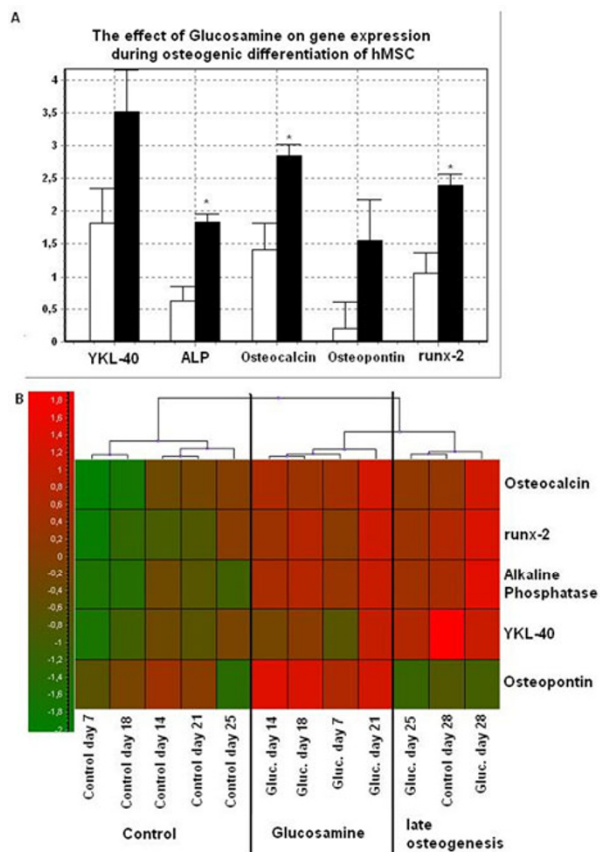 A
The effect of Glucosamine on gene expression
during osteogenic differentiation of hMSC
4
3,5
3
2,5
2
1,5
1
0,5
0
*
*
*
YKL-40 ALP Osteocalcin Osteopontin runx-2
B
1,8
1,6
1,4
1,2
1
0,8
0,6
0,4
0,2
0
-0,2
-0,4
-0,6
-0,8
-1
-1,2
-1,4
-1,6
-1,8
-2
Osteocalcin
runx-2
Alkaline
Phosphatase
YKL-40
Osteopontin
Control day 7
Control day 18
Control day 14
Control day 21
Control day 25
Gluc. day 14
Gluc. day 18
Gluc. day 7
Gluc. day 21
Gluc. day 25
Control day 28
Gluc. day 28
Control Glucosamine late
osteogenesis